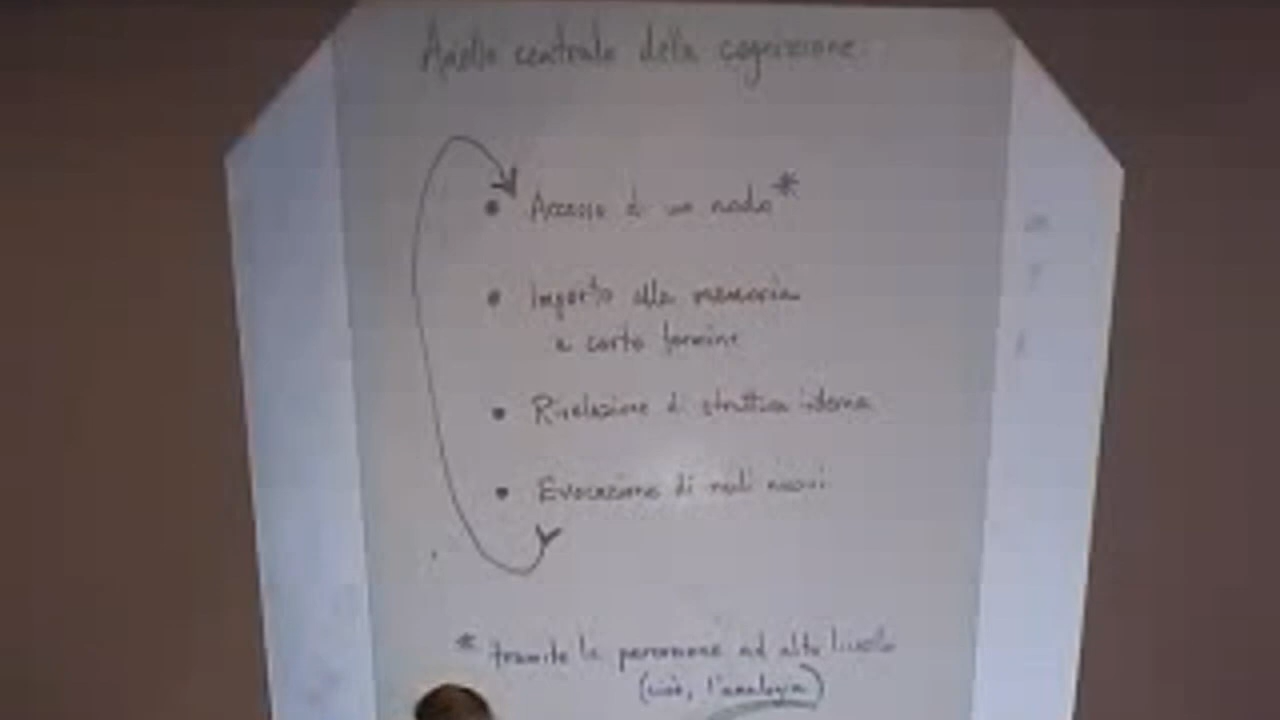 Anello centrale della cognizione
• Accesso di un nodo*
• Importo alla memoria
a corto termine
• Rivelazione di struttura interna
• Evocazione di nodi nuovi
* tramite la percezione ad alto livello
(cioè, l'analogia)